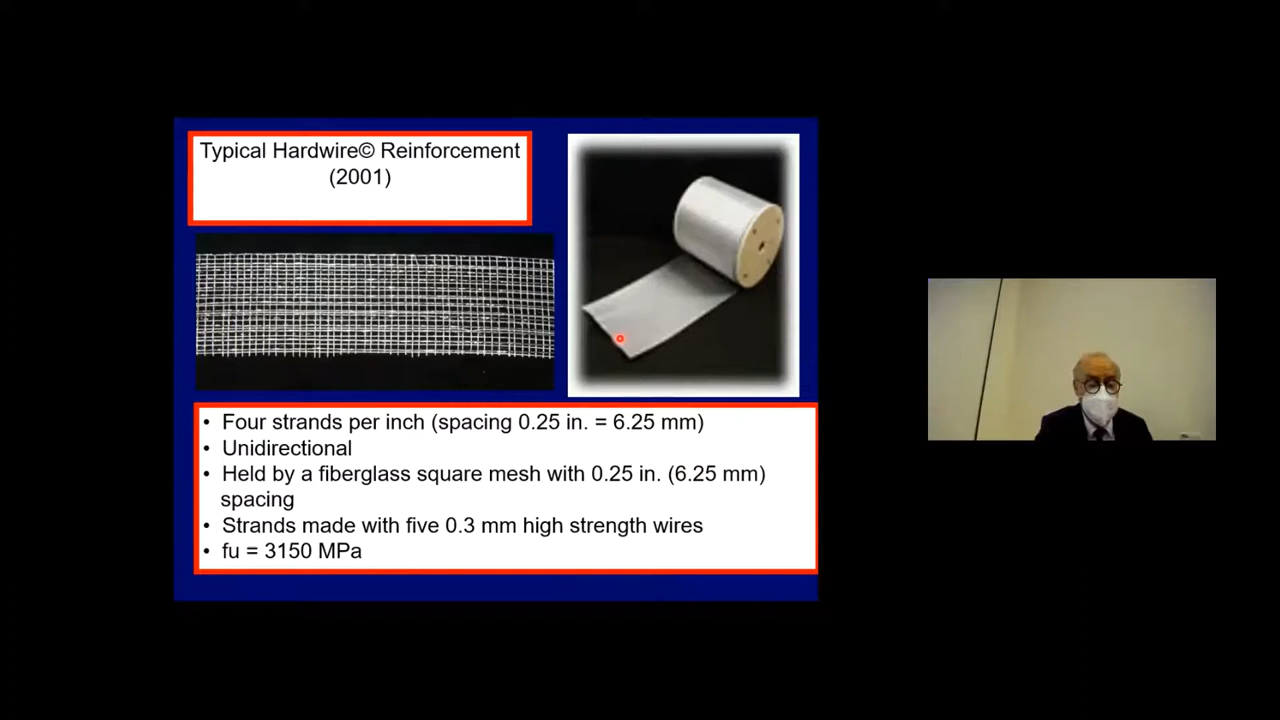 Typical Hardwire© Reinforcement
(2001)
• Four strands per inch (spacing 0.25 in. = 6.25 mm)
• Unidirectional
• Held by a fiberglass square mesh with 0.25 in. (6.25 mm)
spacing
• Strands made with five 0.3 mm high strength wires
• fu = 3150 MPa